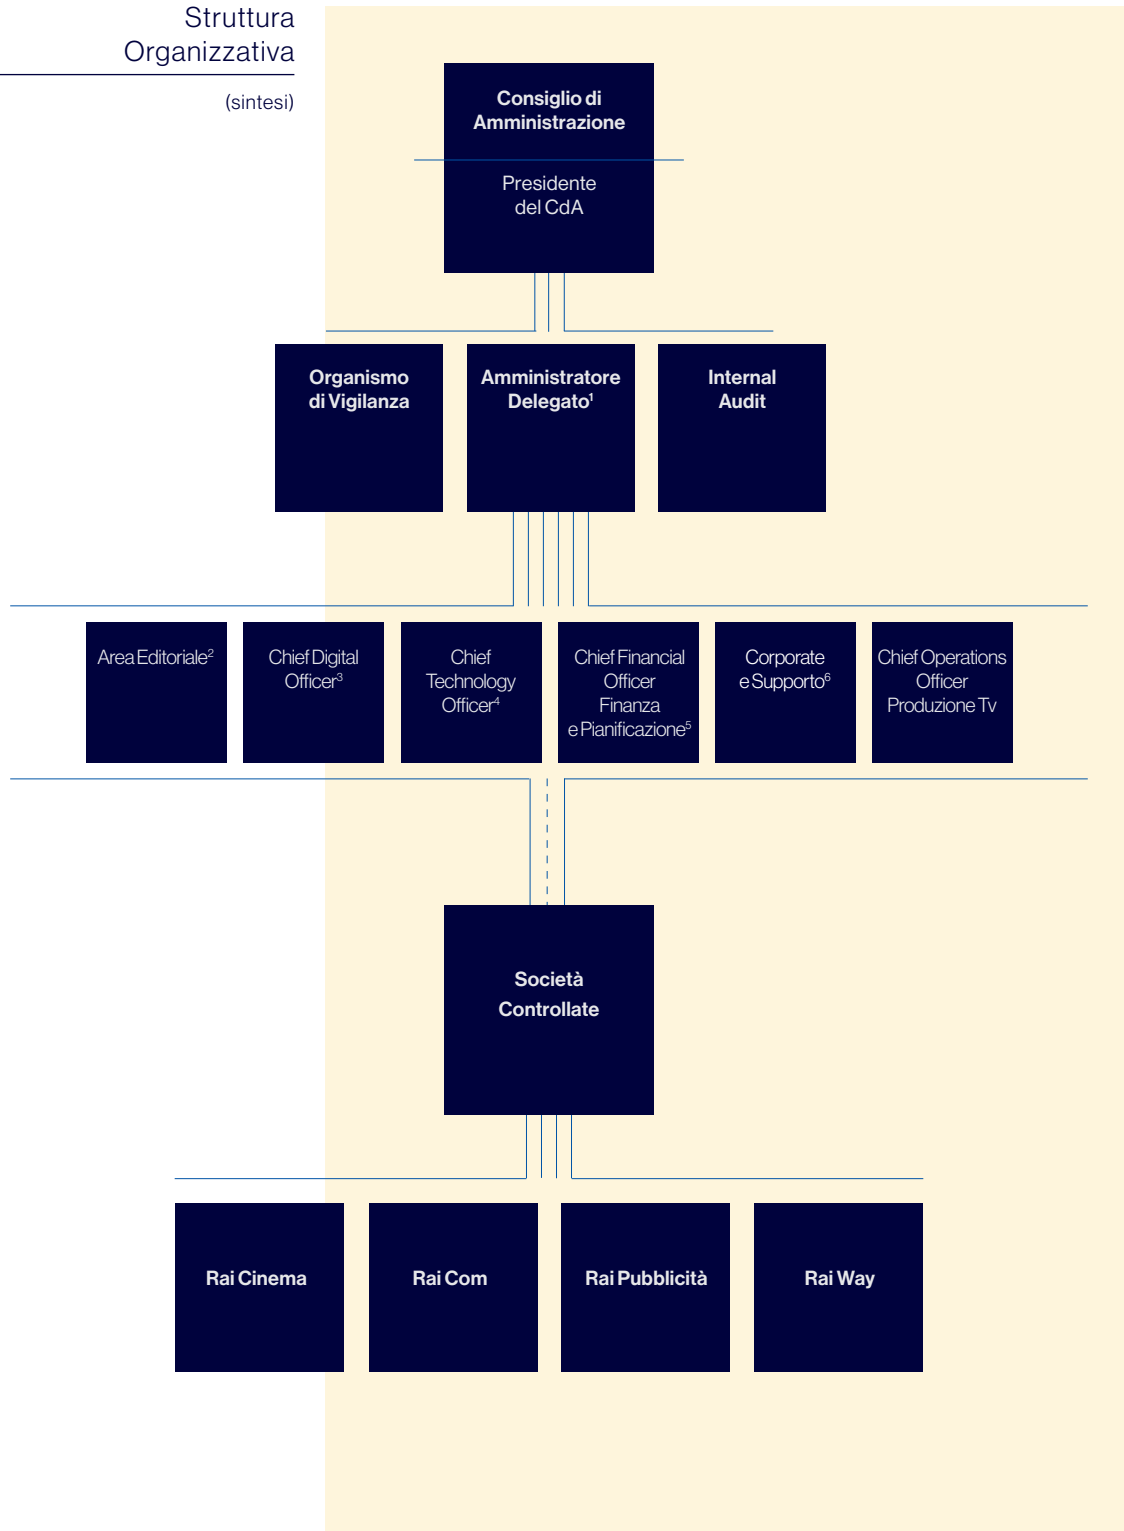 Struttura
Organizzativa
(sintesi)
Consiglio di
Amministrazione
Presidente
del CdA
Organismo
di Vigilanza
Amministratore
Delegato¹
Internal
Audit
Area Editoriale²
Chief Digital
Officer³
Chief
Technology
Officer⁴
Chief Financial
Officer
Finanza
e Pianificazione⁵
Corporate
e Supporto⁶
Chief Operations
Officer
Produzione Tv
Società
Controllate
Rai Cinema
Rai Com
Rai Pubblicità
Rai Way